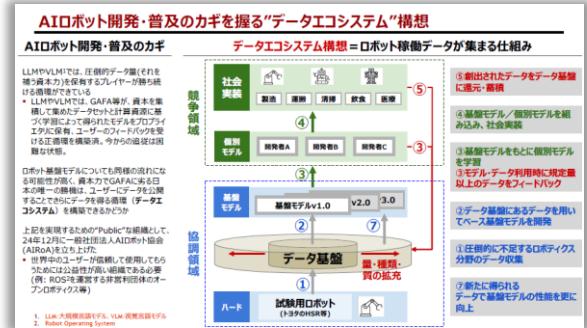 AIロボット開発・普及のカギを握る"データエコシステム"構想
AIロボット開発・普及のカギ
LLMやVLM¹では、圧倒的データ量(それを
補う資本力)を保有するプレイヤーが勝ち続
ける循環ができている
• LLMやVLMでは、GAFA等が、資本を集
積して集めたデータセットと計算資源に
基づく学習によって得られたモデルをプロプラ
イエタリに保有、ユーザーのフィードバックを受
ける正循環を構築済。今からの追従は困
難な状態。
ロボット基盤モデルについても同様の流れに
なる可能性が高く、資本力でGAFAに劣る日
本の唯一の勝機は、ユーザーにデータを公開
することでさらにデータを得る循環(データエ
コシステム)を構築できるかどうか
上記を実現するための"Public"な組織として、
24年12月に一般社団法人AIロボット協会
(AIRoA)を立ち上げた
• 世界中のユーザーが信頼して使用してもら
うためには公益性が高い組織である必要
(例: ROS²を運営する非営利団体のオー
プンロボティクス等)
1. LLM: 大規模言語モデル、VLM: 視覚言語モデル
2. Robot Operating System
データエコシステム構想=ロボット稼働データが集まる仕組み
競争領域
社会
実装
製造
運搬
清掃
飲食
医療
④
⑤
個別
モデル
開発者A
開発者B
開発者C
③
③
協調領域
基盤
モデル
基盤モデルv1.0
v2.0
v3.0
②
⑦
データ基盤
量・種類・
質の拡充
①
ハード
試験用ロボット
(トヨタのHSR等)
⑤創出されたデータをデータ基盤
に還元・蓄積
④基盤モデル/個別モデルを組
み込み、社会実装
③基盤モデルをもとに個別モデル
を学習
③モデル・データ利用時に規定量
以上のデータをフィードバック
②データ基盤にあるデータを用い
てベース基盤モデルを開発
①圧倒的に不足するロボティクス
分野のデータ収集
⑦新たに得られる
データで基盤モデルの性能を更に
向上